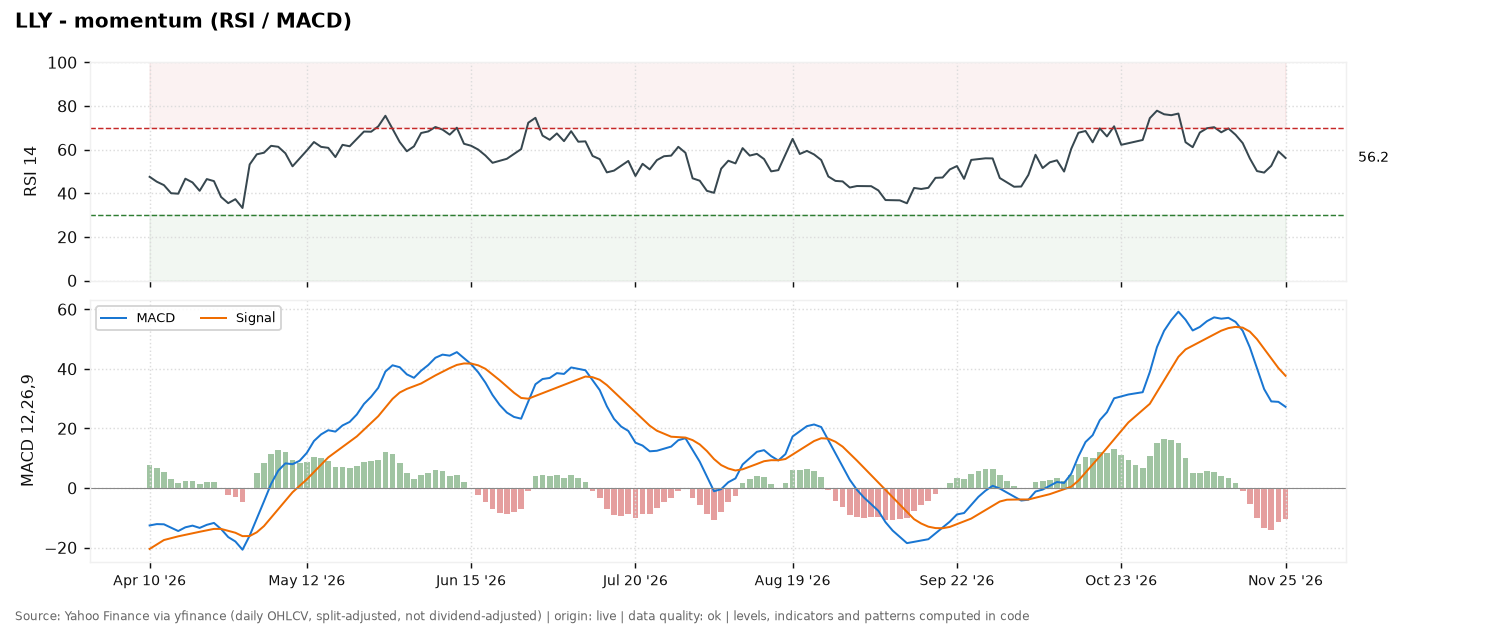 LLY - momentum (RSI / MACD)
100
80
60
40
20
0
RSI 14
56.2
MACD
Signal
60
40
20
0
−20
MACD 12,26,9
Apr 10 '26
May 12 '26
Jun 15 '26
Jul 20 '26
Aug 19 '26
Sep 22 '26
Oct 23 '26
Nov 25 '26
Source: Yahoo Finance via yfinance (daily OHLCV, split-adjusted, not dividend-adjusted) | origin: live | data quality: ok | levels, indicators and patterns computed in code